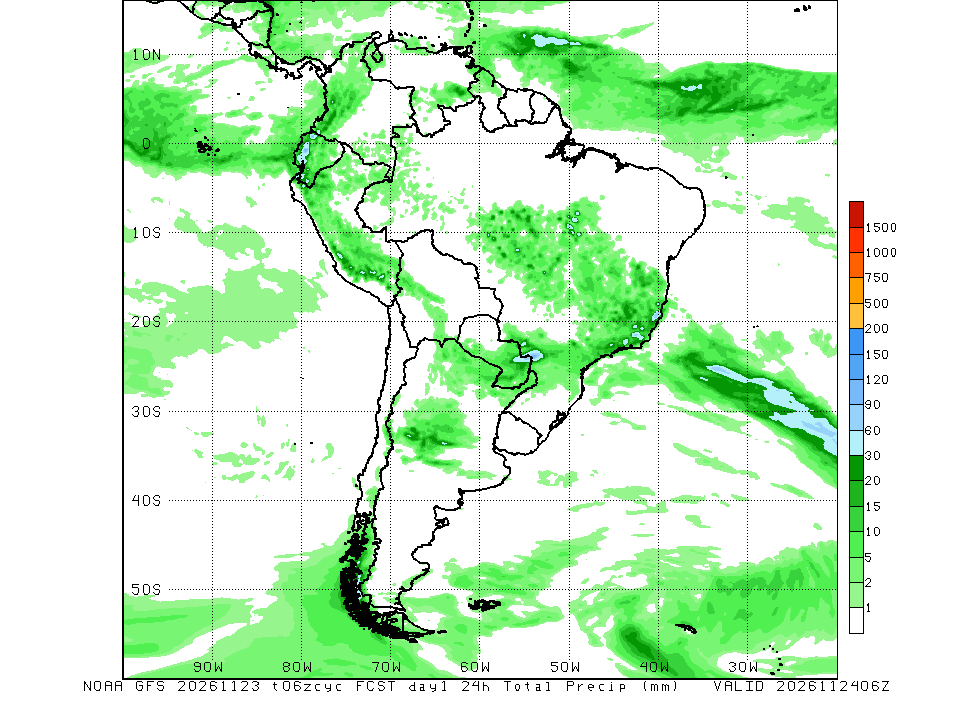 10N
0
10S
20S
30S
40S
50S
90W 80W 70W 60W 50W 40W 30W
1500
1000
750
500
200
150
120
90
60
30
20
15
10
5
2
1
NOAA GFS 20261123 t06zcyc FCST day1 24h Total Precip (mm) VALID 2026112406Z